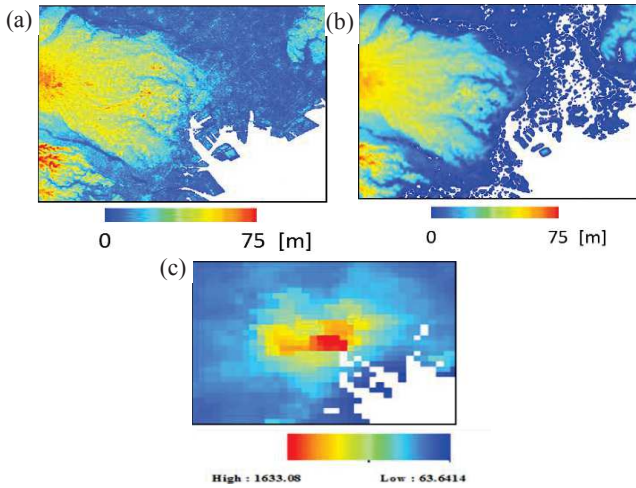 (a)
(b)
0 75 [m]
0 75 [m]
(c)
High : 1633.08 Low : 63.6414